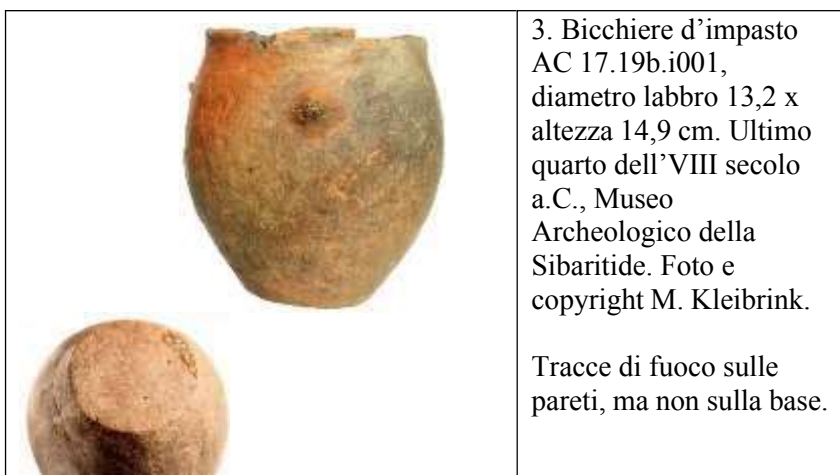 3. Bicchiere d’impasto
AC 17.19b.i001,
diametro labbro 13,2 x
altezza 14,9 cm. Ultimo
quarto dell’VIII secolo
a.C., Museo
Archeologico della
Sibaritide. Foto e
copyright M. Kleibrink.
Tracce di fuoco sulle
pareti, ma non sulla base.